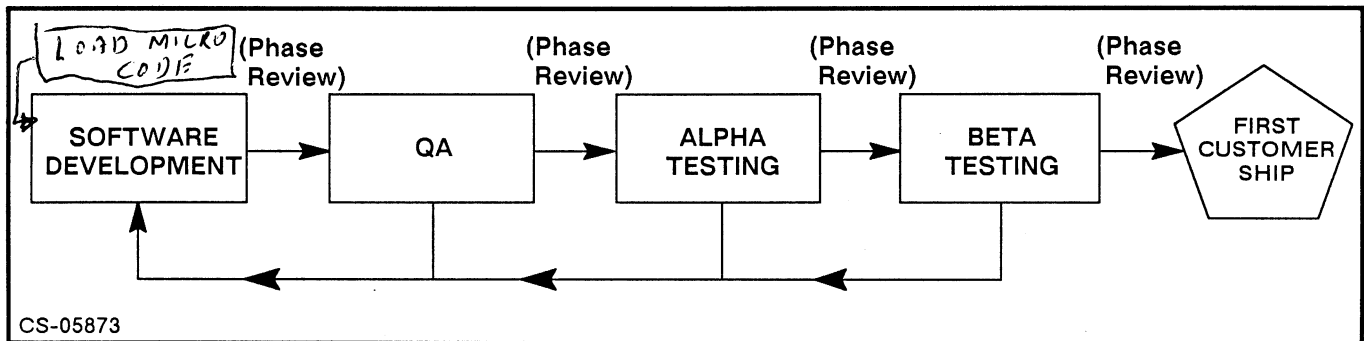 LOAD MICRO
CODE
(Phase
Review)
(Phase
Review)
(Phase
Review)
(Phase
Review)
SOFTWARE
DEVELOPMENT
QA
ALPHA
TESTING
BETA
TESTING
FIRST
CUSTOMER
SHIP
CS-05873